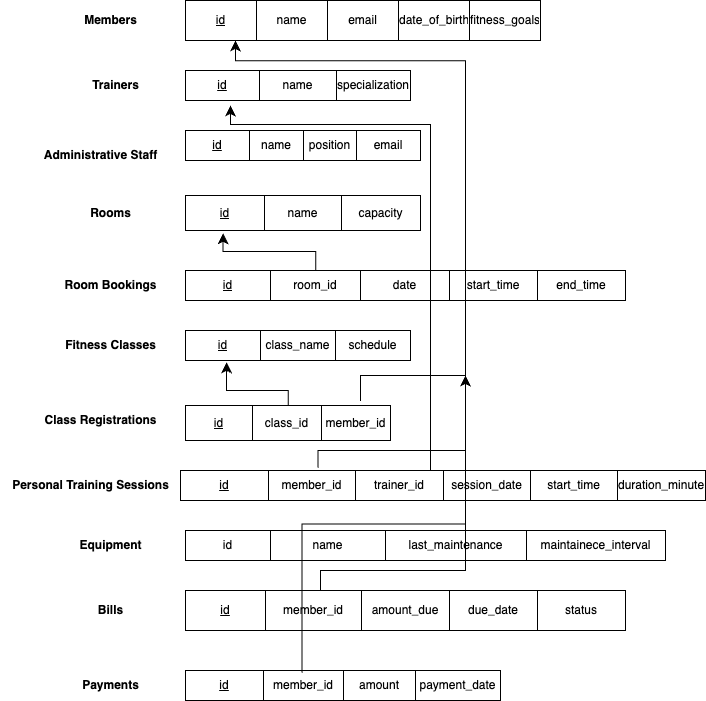 Members id name email date_of_birth fitness_goals
Trainers id name specialization
Administrative Staff id name position email
Rooms id name capacity
Room Bookings id room_id date start_time end_time
Fitness Classes id class_name schedule
Class Registrations id class_id member_id
Personal Training Sessions id member_id trainer_id session_date start_time duration_minute
Equipment id name last_maintenance maintainece_interval
Bills id member_id amount_due due_date status
Payments id member_id amount payment_date